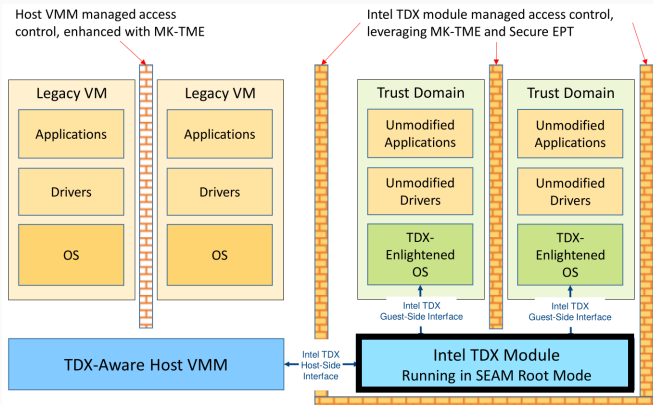 Host VMM managed access
control, enhanced with MK-TME
Intel TDX module managed access control,
leveraging MK-TME and Secure EPT
Legacy VM
Applications
Drivers
OS
Legacy VM
Applications
Drivers
OS
Trust Domain
Unmodified
Applications
Unmodified
Drivers
TDX-
Enlightened
OS
Trust Domain
Unmodified
Applications
Unmodified
Drivers
TDX-
Enlightened
OS
Intel TDX
Guest-Side Interface
Intel TDX
Guest-Side Interface
TDX-Aware Host VMM
Intel TDX
Host-Side
Interface
Intel TDX Module
Running in SEAM Root Mode